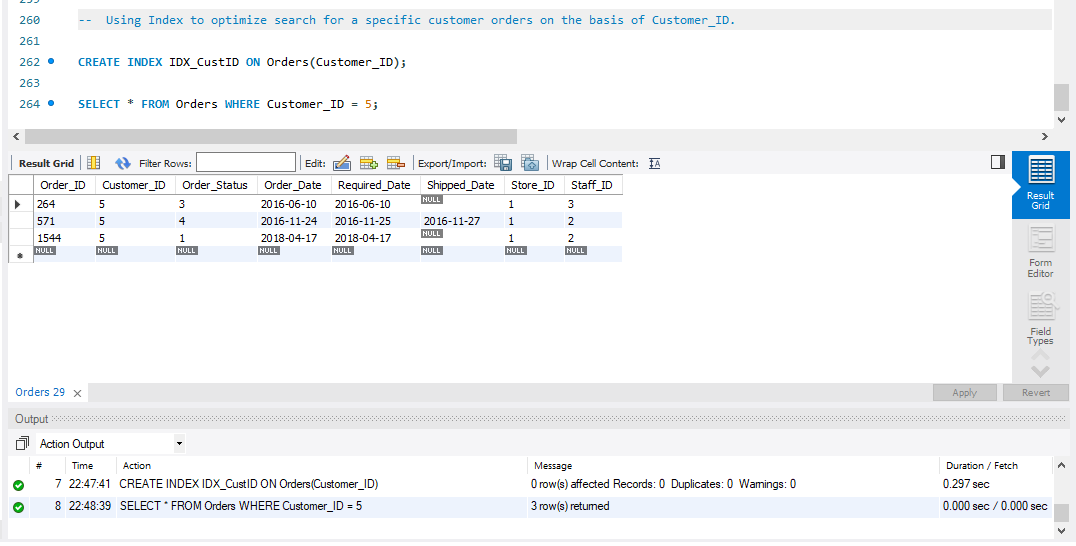 260 -- Using Index to optimize search for a specific customer orders on the basis of Customer_ID.
261
262 CREATE INDEX IDX_CustID ON Orders(Customer_ID);
263
264 SELECT * FROM Orders WHERE Customer_ID = 5;
Result Grid Filter Rows: Edit: Export/Import: Wrap Cell Content: IA
Order_ID Customer_ID Order_Status Order_Date Required_Date Shipped_Date Store_ID Staff_ID
264 5 3 2016-06-10 2016-06-10 NULL 1 3
571 5 4 2016-11-24 2016-11-25 2016-11-27 1 2
1544 5 1 2018-04-17 2018-04-17 NULL 1 2
NULL NULL NULL NULL NULL NULL NULL NULL
Result
Grid
Form
Editor
Field
Types
Orders 29 Apply Revert
Output
Action Output
# Time Action Message Duration / Fetch
7 22:47:41 CREATE INDEX IDX_CustID ON Orders(Customer_ID) 0 row(s) affected Records: 0 Duplicates: 0 Warnings: 0 0.297 sec
8 22:48:39 SELECT * FROM Orders WHERE Customer_ID = 5 3 row(s) returned 0.000 sec / 0.000 sec